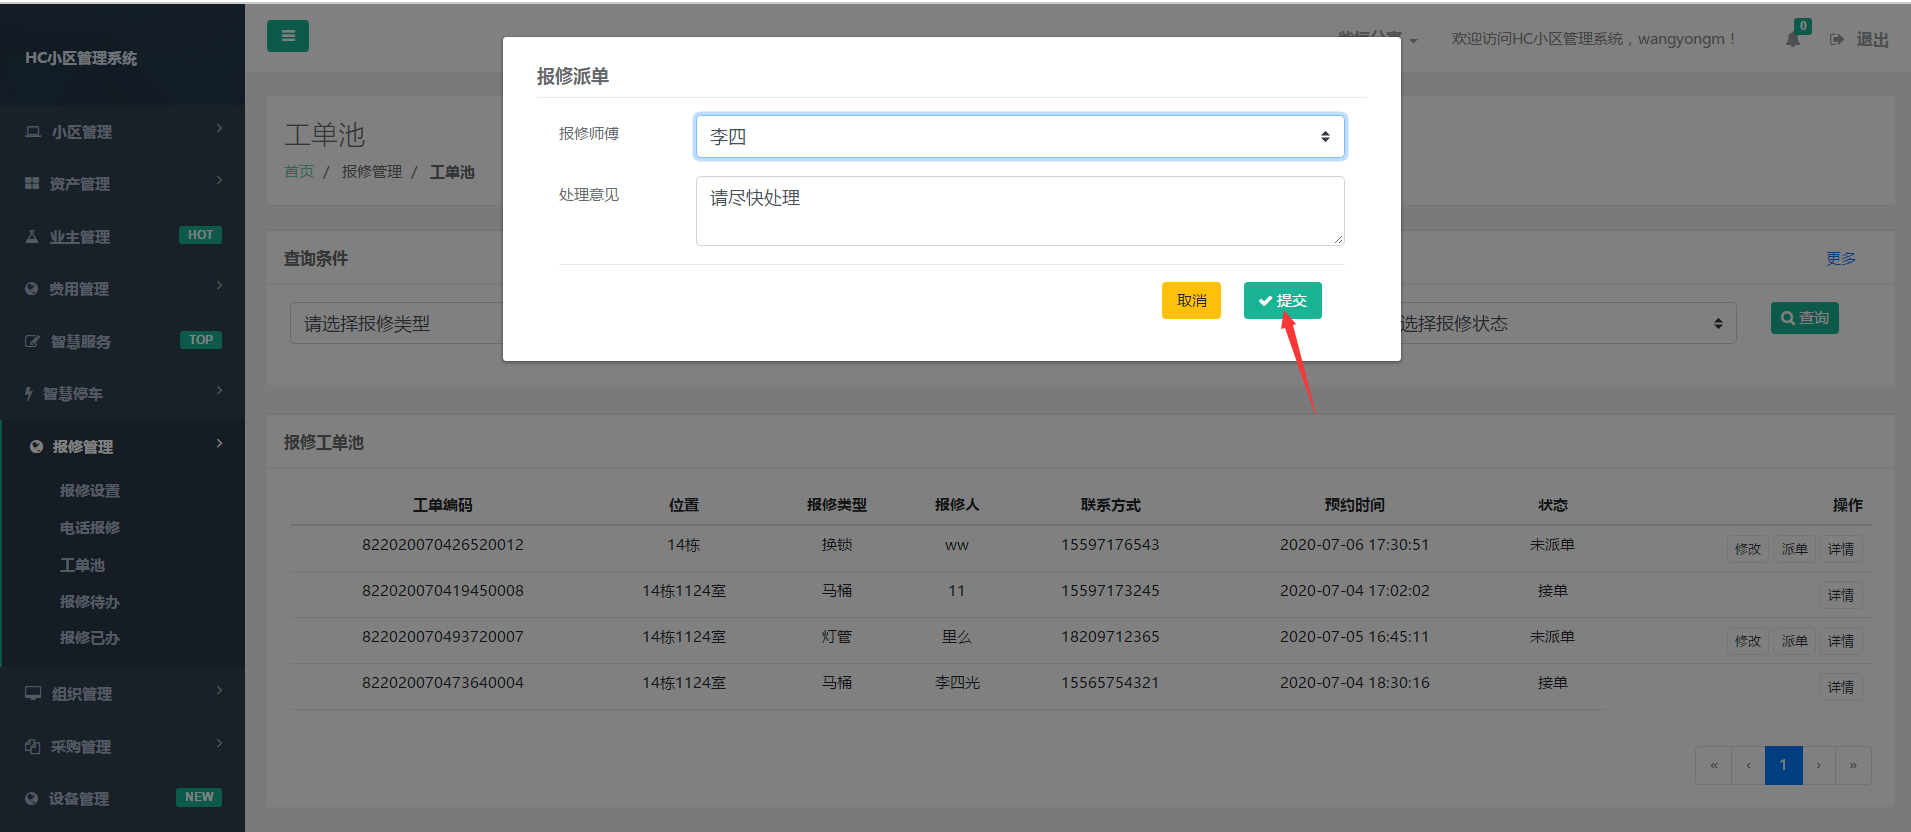 HC小区管理系统
小区管理
资产管理
业主管理 HOT
费用管理
智慧服务 TOP
智慧停车
报修管理
报修设置
电话报修
工单池
报修待办
报修已办
组织管理
采购管理
设备管理 NEW
欢迎访问HC小区管理系统，wangyongm！ 0 退出
工单池
首页 / 报修管理 / 工单池
报修派单
报修师傅 李四
处理意见 请尽快处理
取消 提交
查询条件 更多
请选择报修类型 选择报修状态 查询
报修工单池
工单编码 位置 报修类型 报修人 联系方式 预约时间 状态 操作
822020070426520012 14栋 换锁 ww 15597176543 2020-07-06 17:30:51 未派单 修改 派单 详情
822020070419450008 14栋1124室 马桶 11 15597173245 2020-07-04 17:02:02 接单 详情
822020070493720007 14栋1124室 灯管 里么 18209712365 2020-07-05 16:45:11 未派单 修改 派单 详情
822020070473640004 14栋1124室 马桶 李四光 15565754321 2020-07-04 18:30:16 接单 详情
« ‹ 1 › »